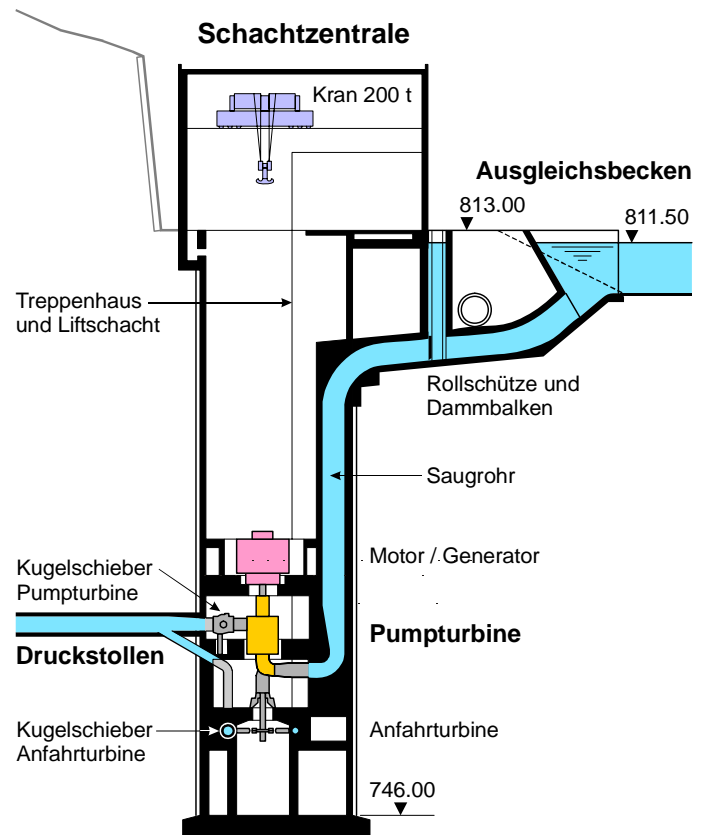 Schachtzentrale
Kran 200 t
Ausgleichsbecken
813.00
811.50
Treppenhaus
und Liftschacht
Rollschütze und
Dammbalken
Saugrohr
Motor / Generator
Kugelschieber
Pumpturbine
Pumpturbine
Druckstollen
Kugelschieber
Anfahrturbine
Anfahrturbine
746.00